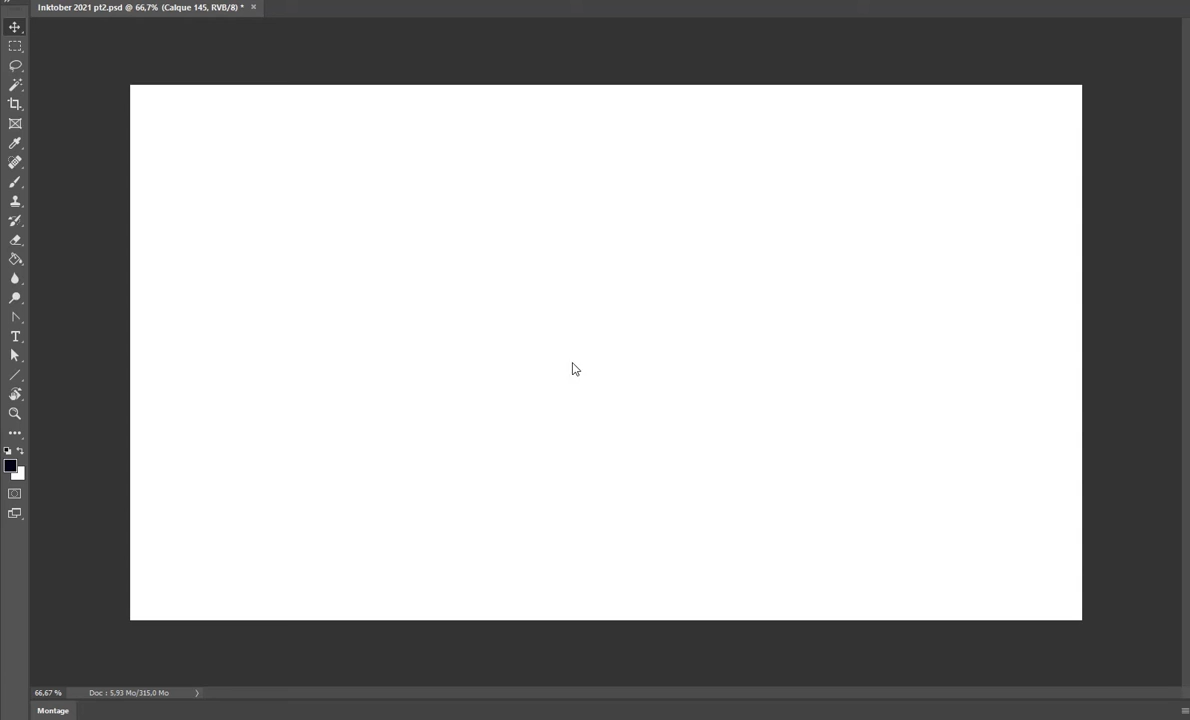 Inktober 2021 pt2.psd @ 66,7% (Calque 145, RVB/8) *
66,67 %
Doc : 5,93 Mo/315,0 Mo
Montage